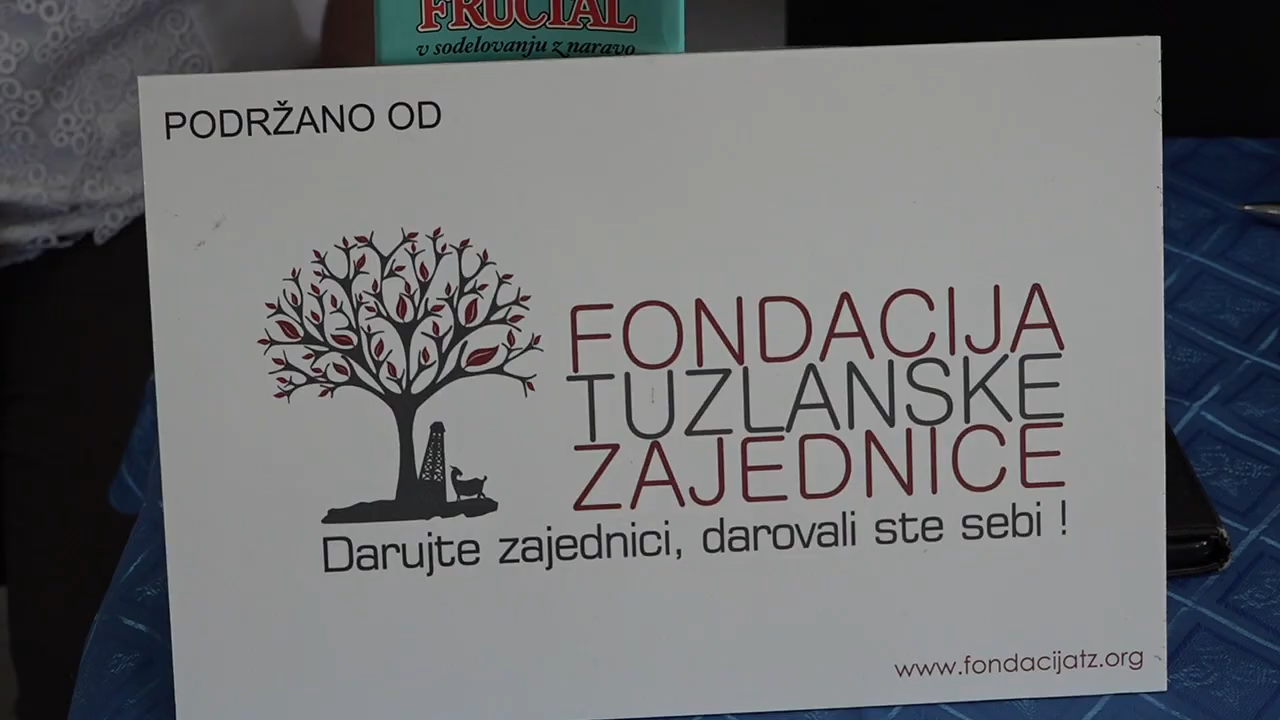 FRUCTAL
v sodelovanju z naravo
PODRŽANO OD
FONDACIJA
TUZLANSKE
ZAJEDNICE
Darujte zajednici, darovali ste sebi !
www.fondacijatz.org